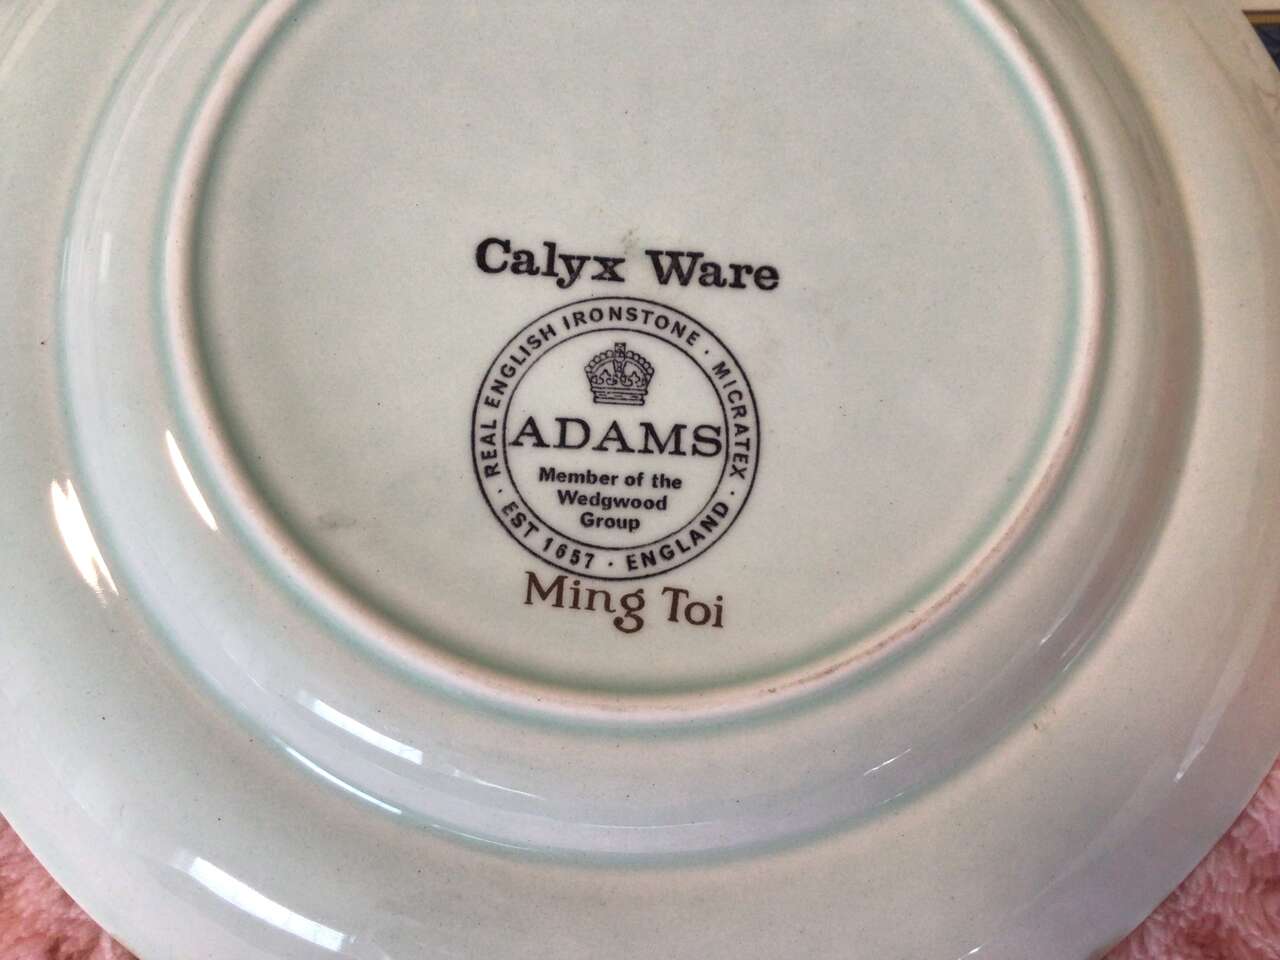 Calyx Ware
REAL ENGLISH IRONSTONE · MICRATEX ·
ADAMS
Member of the
Wedgwood
Group
· EST 1657 · ENGLAND
Ming Toi